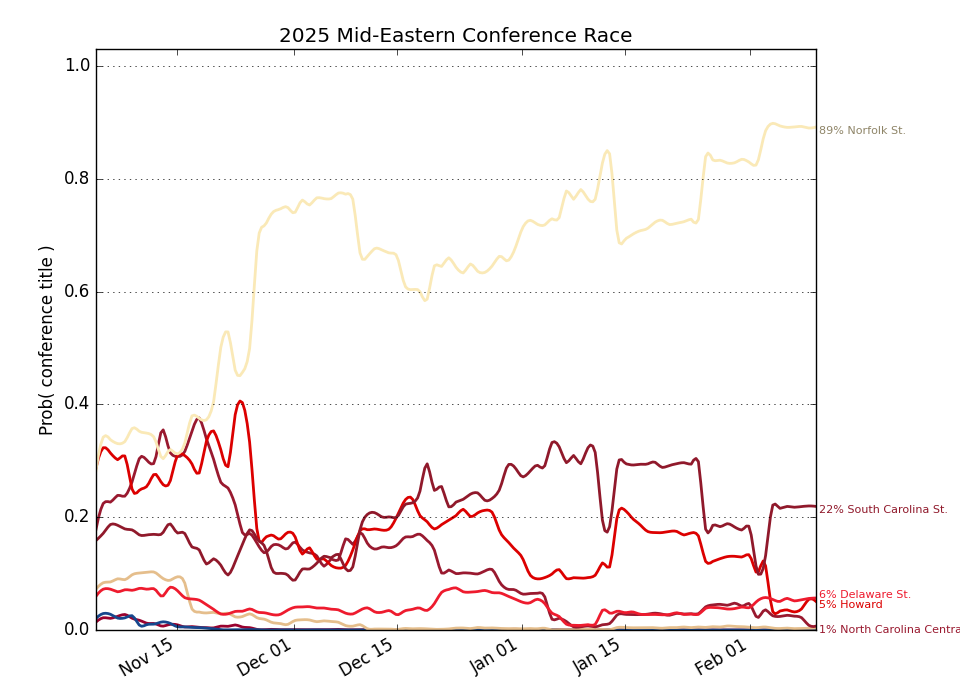 2025 Mid-Eastern Conference Race
Prob( conference title )
1.0
0.8
0.6
0.4
0.2
0.0
Nov 15
Dec 01
Dec 15
Jan 01
Jan 15
Feb 01
89% Norfolk St.
22% South Carolina St.
6% Delaware St.
5% Howard
1% North Carolina Centra